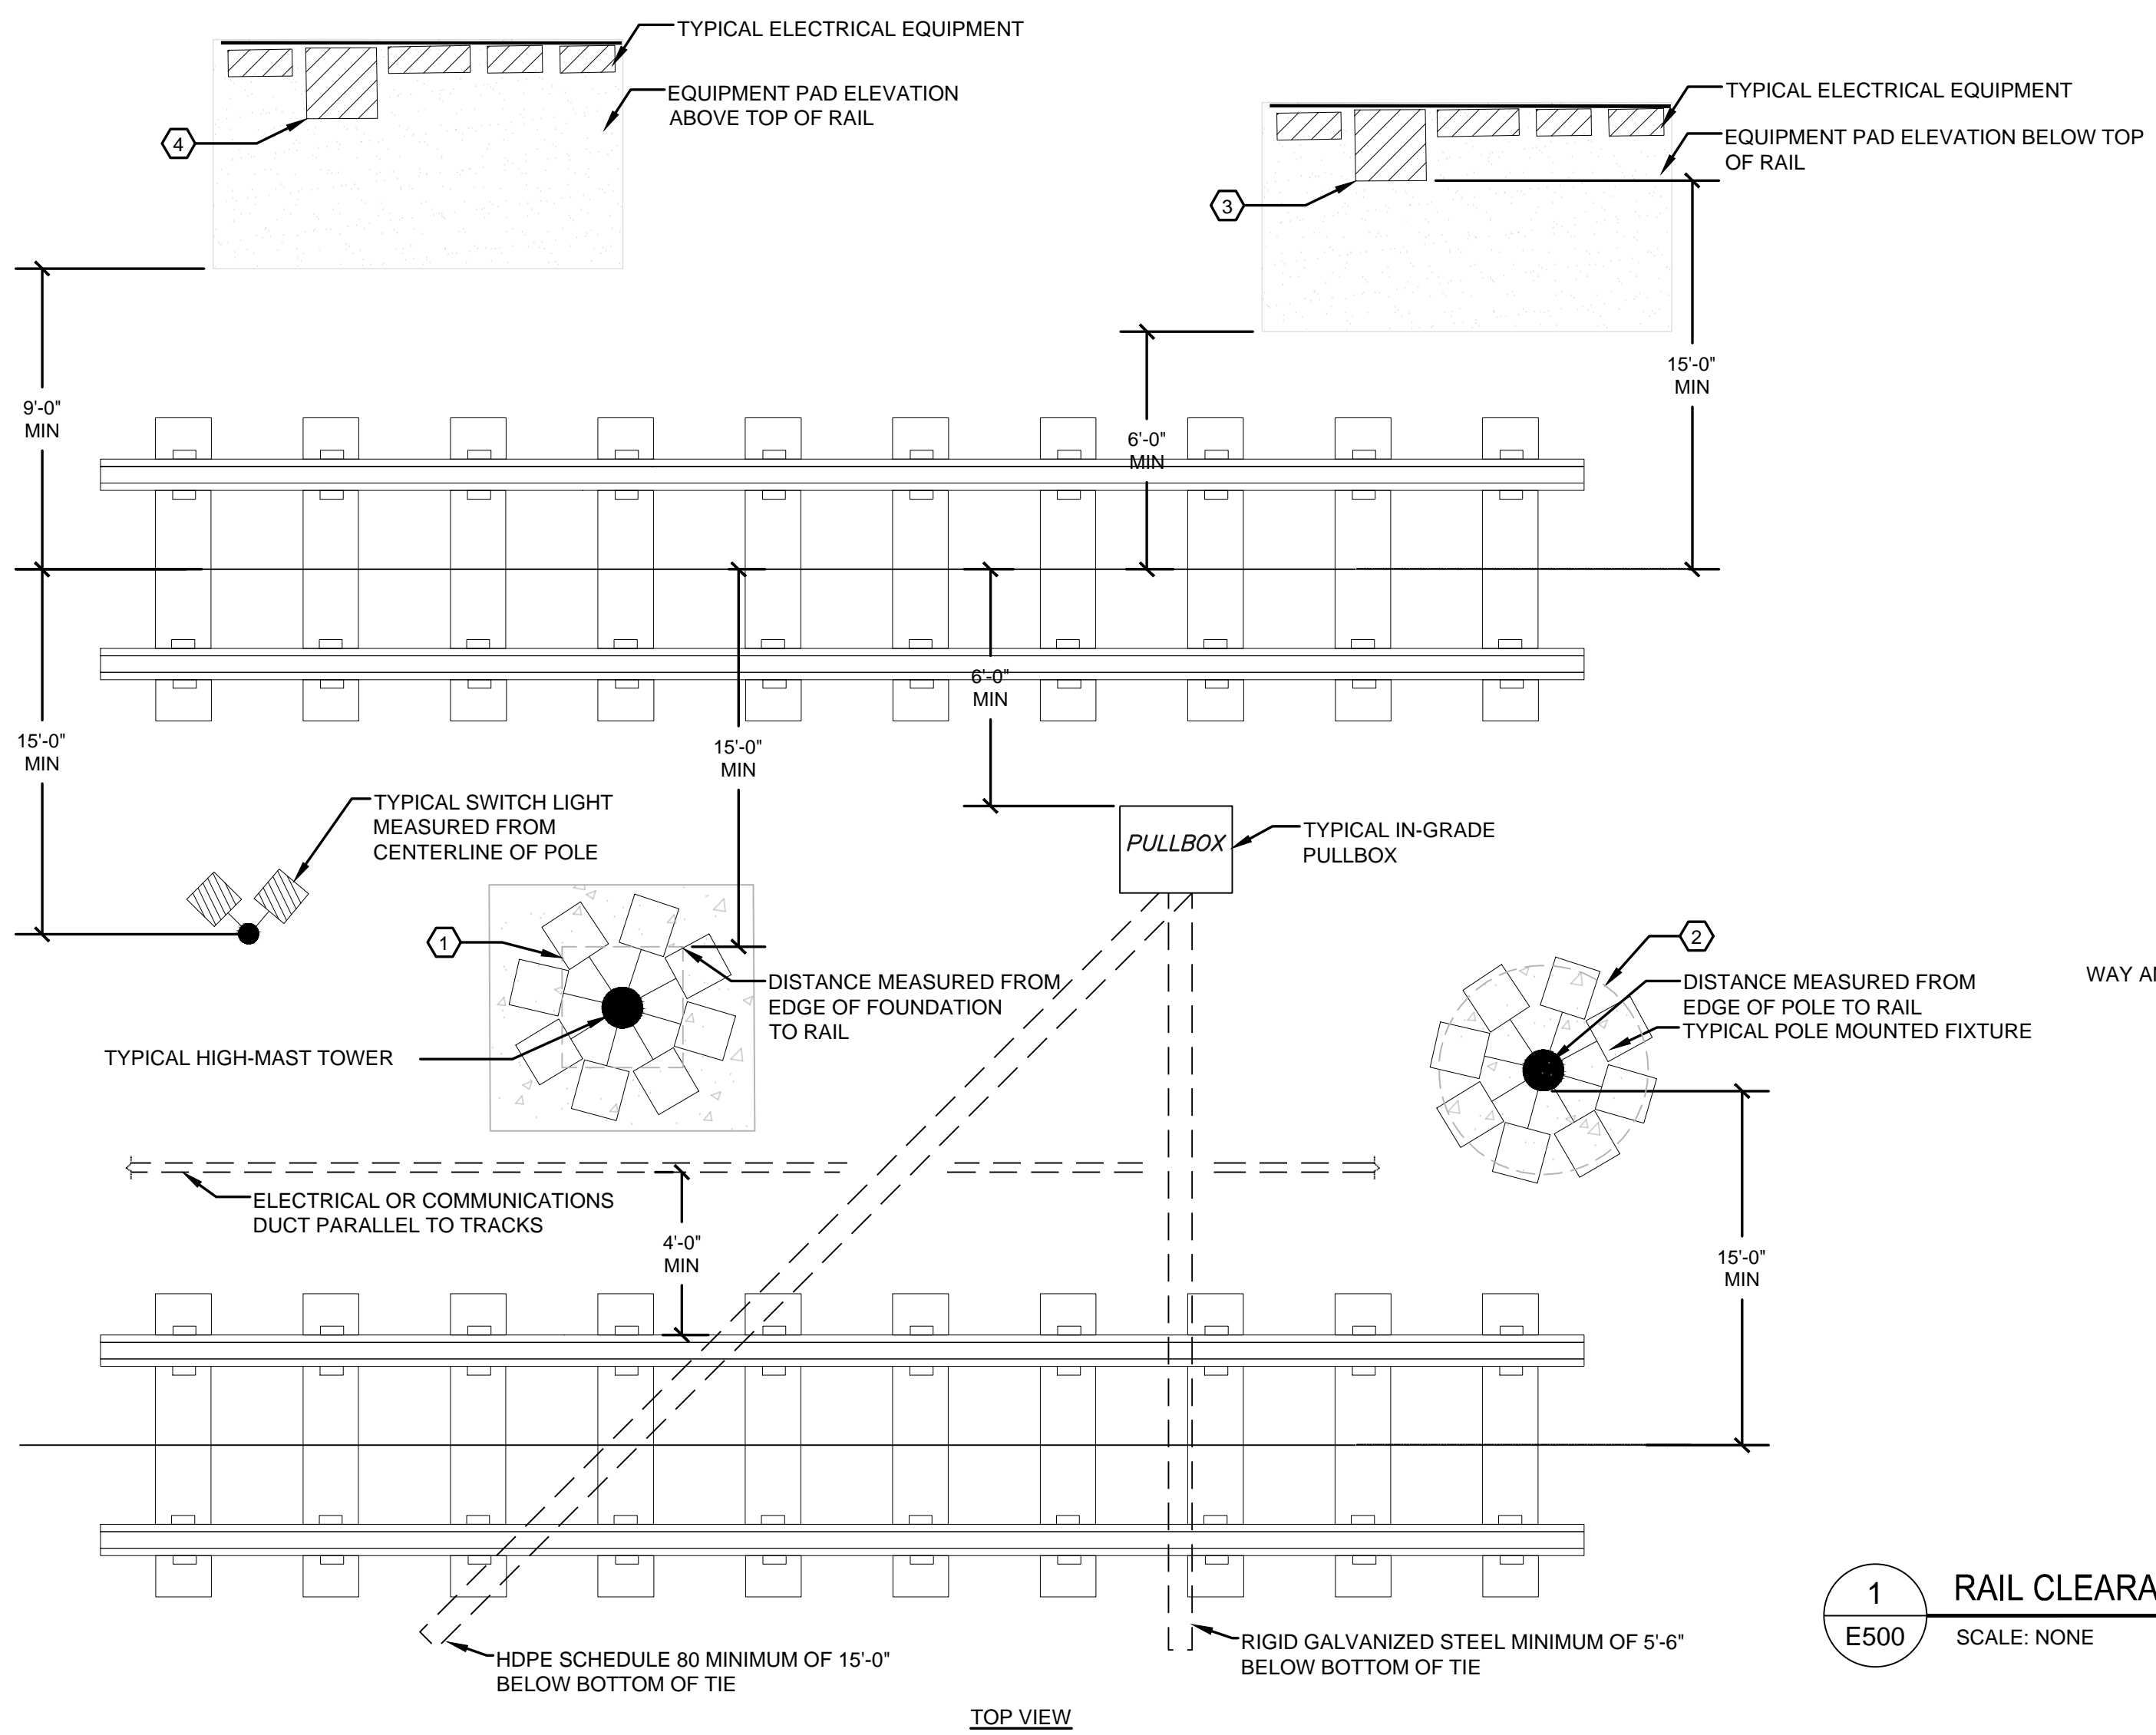 TYPICAL ELECTRICAL EQUIPMENT
EQUIPMENT PAD ELEVATION
ABOVE TOP OF RAIL
4
TYPICAL ELECTRICAL EQUIPMENT
EQUIPMENT PAD ELEVATION BELOW TOP
OF RAIL
3
9'-0"
MIN
6'-0"
MIN
15'-0"
MIN
15'-0"
MIN
15'-0"
MIN
6'-0"
MIN
TYPICAL SWITCH LIGHT
MEASURED FROM
CENTERLINE OF POLE
PULLBOX
TYPICAL IN-GRADE
PULLBOX
1
DISTANCE MEASURED FROM
EDGE OF FOUNDATION
TO RAIL
TYPICAL HIGH-MAST TOWER
2
DISTANCE MEASURED FROM
EDGE OF POLE TO RAIL
TYPICAL POLE MOUNTED FIXTURE
WAY
ELECTRICAL OR COMMUNICATIONS
DUCT PARALLEL TO TRACKS
4'-0"
MIN
15'-0"
MIN
HDPE SCHEDULE 80 MINIMUM OF 15'-0"
BELOW BOTTOM OF TIE
RIGID GALVANIZED STEEL MINIMUM OF 5'-6"
BELOW BOTTOM OF TIE
TOP VIEW
1
E500
RAIL CLEARA
SCALE: NONE